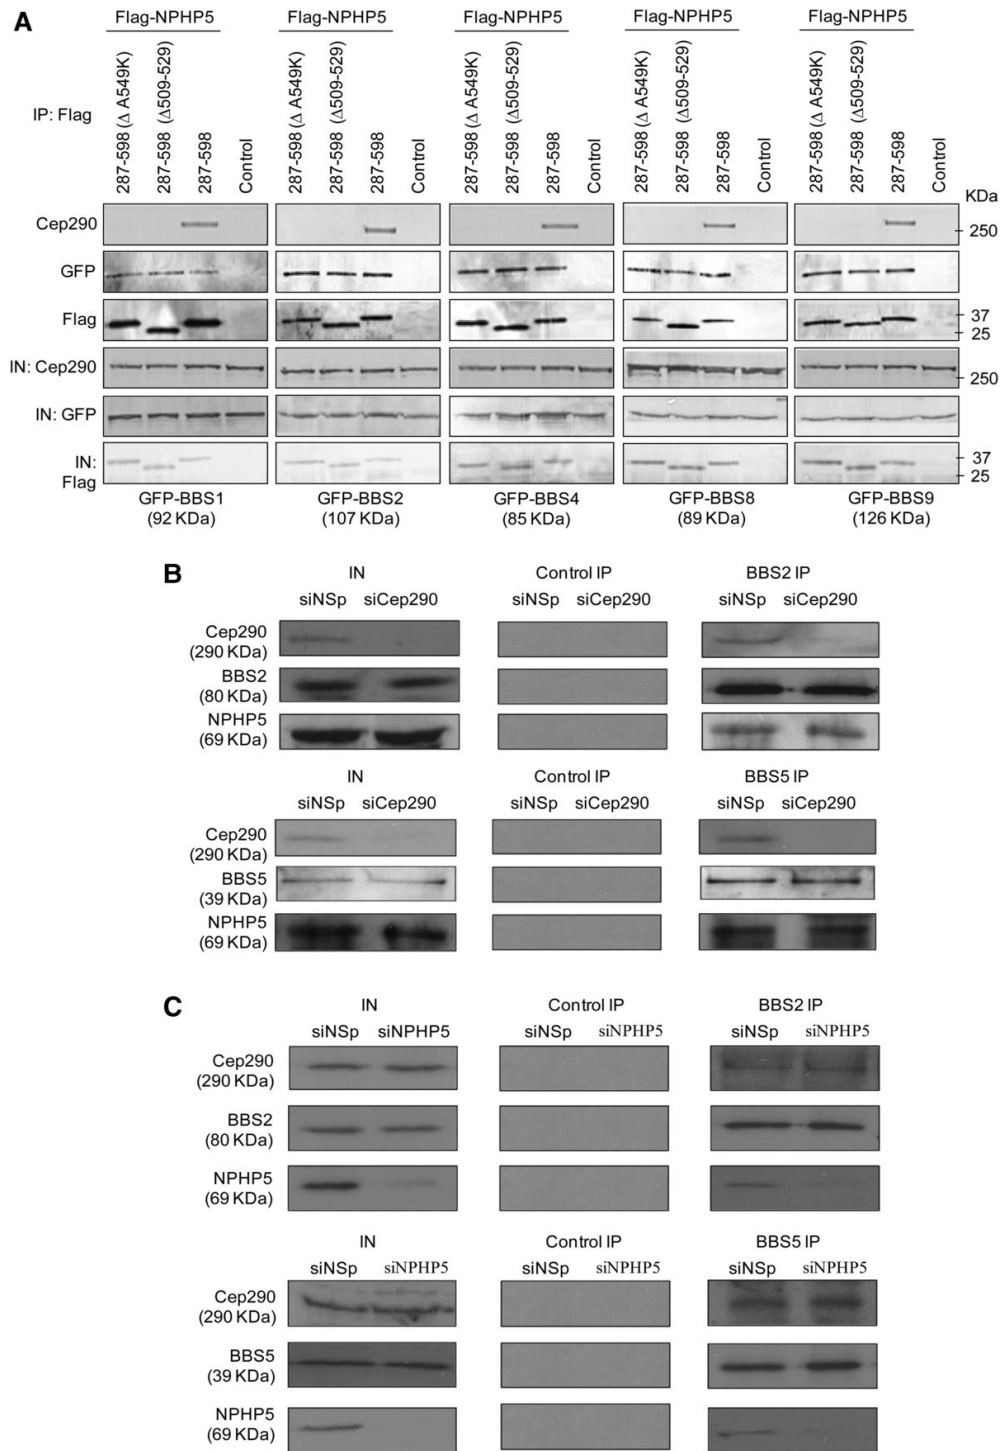 A
Flag-NPHP5 Flag-NPHP5 Flag-NPHP5 Flag-NPHP5 Flag-NPHP5
IP: Flag
287-598 (Δ A549K) 287-598 (Δ509-529) 287-598 Control
287-598 (Δ A549K) 287-598 (Δ509-529) 287-598 Control
287-598 (Δ A549K) 287-598 (Δ509-529) 287-598 Control
287-598 (Δ A549K) 287-598 (Δ509-529) 287-598 Control
287-598 (Δ A549K) 287-598 (Δ509-529) 287-598 Control
KDa
Cep290 250
GFP
Flag 37
25
IN: Cep290 250
IN: GFP
IN: 37
Flag 25
GFP-BBS1 GFP-BBS2 GFP-BBS4 GFP-BBS8 GFP-BBS9
(92 KDa) (107 KDa) (85 KDa) (89 KDa) (126 KDa)
B
IN Control IP BBS2 IP
siNSp siCep290 siNSp siCep290 siNSp siCep290
Cep290
(290 KDa)
BBS2
(80 KDa)
NPHP5
(69 KDa)
IN Control IP BBS5 IP
siNSp siCep290 siNSp siCep290 siNSp siCep290
Cep290
(290 KDa)
BBS5
(39 KDa)
NPHP5
(69 KDa)
C
IN Control IP BBS2 IP
siNSp siNPHP5 siNSp siNPHP5 siNSp siNPHP5
Cep290
(290 KDa)
BBS2
(80 KDa)
NPHP5
(69 KDa)
IN Control IP BBS5 IP
siNSp siNPHP5 siNSp siNPHP5 siNSp siNPHP5
Cep290
(290 KDa)
BBS5
(39 KDa)
NPHP5
(69 KDa)